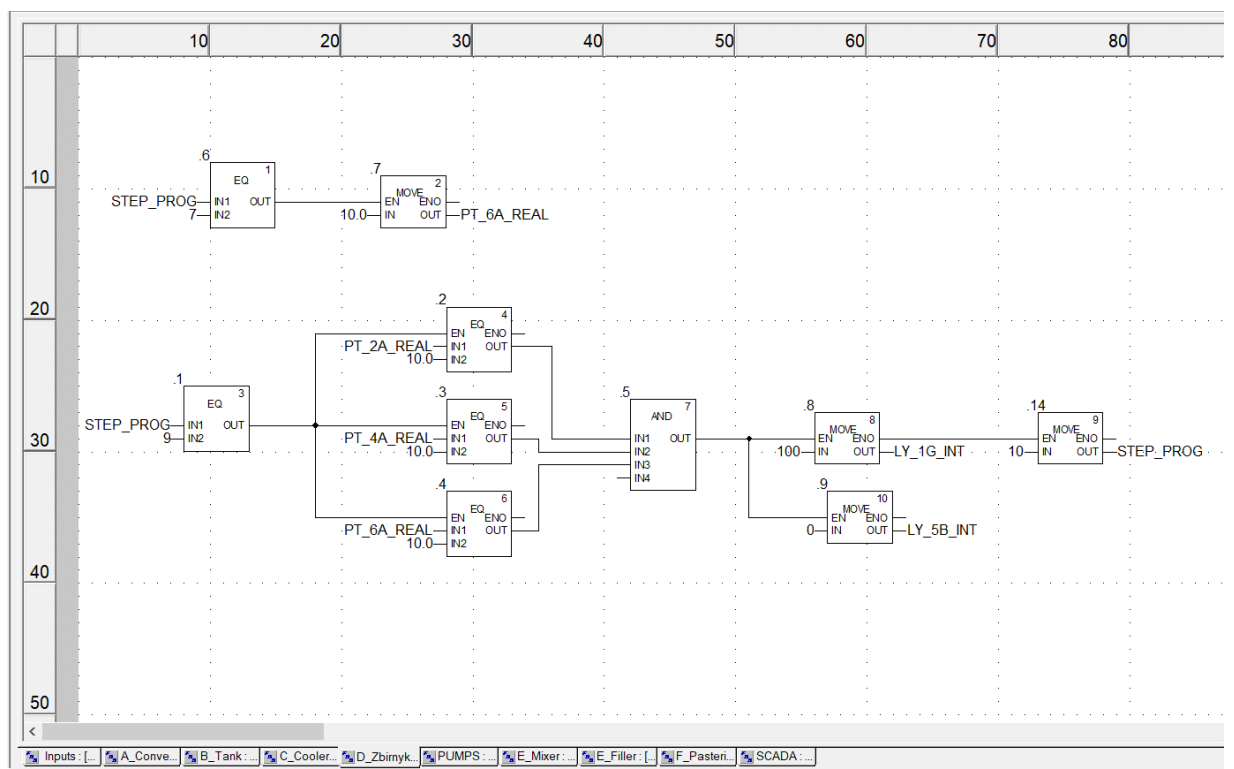 10 20 30 40 50 60 70 80
.6 1 .7
EQ MOVE 2
10
STEP_PROG IN1 OUT EN ENO
7 IN2 10.0 IN OUT PT_6A_REAL
20
.2 4
EQ
EN ENO
PT_2A_REAL IN1 OUT
10.0 IN2
.1 3
EQ
STEP_PROG IN1 OUT
9 IN2
.3 5
EQ
EN ENO
PT_4A_REAL IN1 OUT
10.0 IN2
.4 6
EQ
EN ENO
PT_6A_REAL IN1 OUT
10.0 IN2
.5 7
AND
IN1 OUT
IN2
IN3
IN4
.8 8
MOVE
EN ENO
100 IN OUT LY_1G_INT
.14 9
MOVE
EN ENO
10 IN OUT STEP_PROG
.9 10
MOVE
EN ENO
0 IN OUT LY_5B_INT
30
40
50
<
Inputs : [... A_Conve... B_Tank : ... C_Cooler... D_Zbirnyk... PUMPS : ... E_Mixer : ... E_Filler : [... F_Pasteri... SCADA : ...